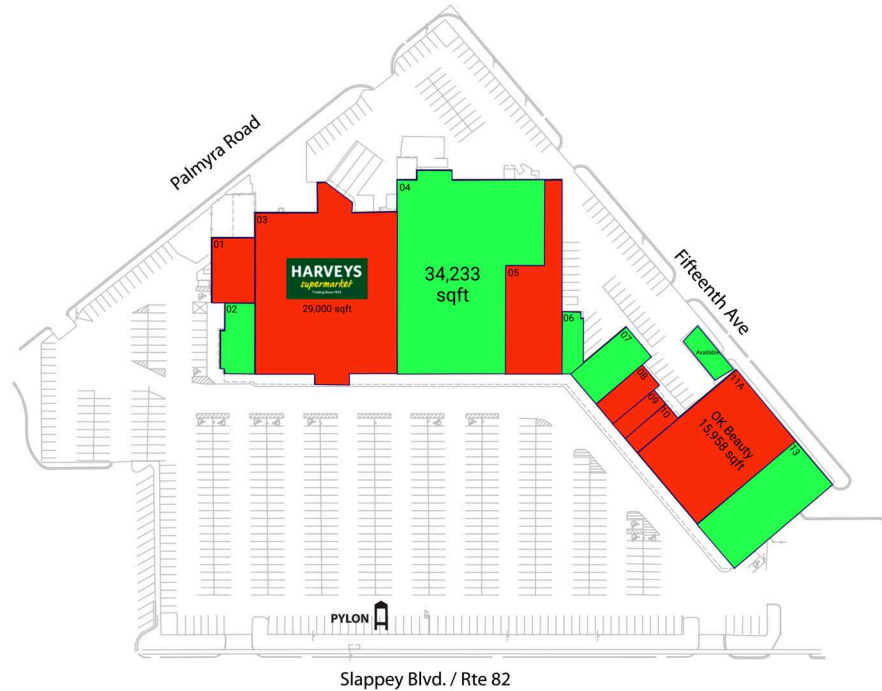 Palmyra Road
Fifteenth Ave
01
02
03
HARVEYS
supermarket
29,000 sqft
04
34,233
sqft
05
06
07
08
09
10
Available
11A
OK Beauty
15,958 sqft
13
PYLON
Slappey Blvd. / Rte 82